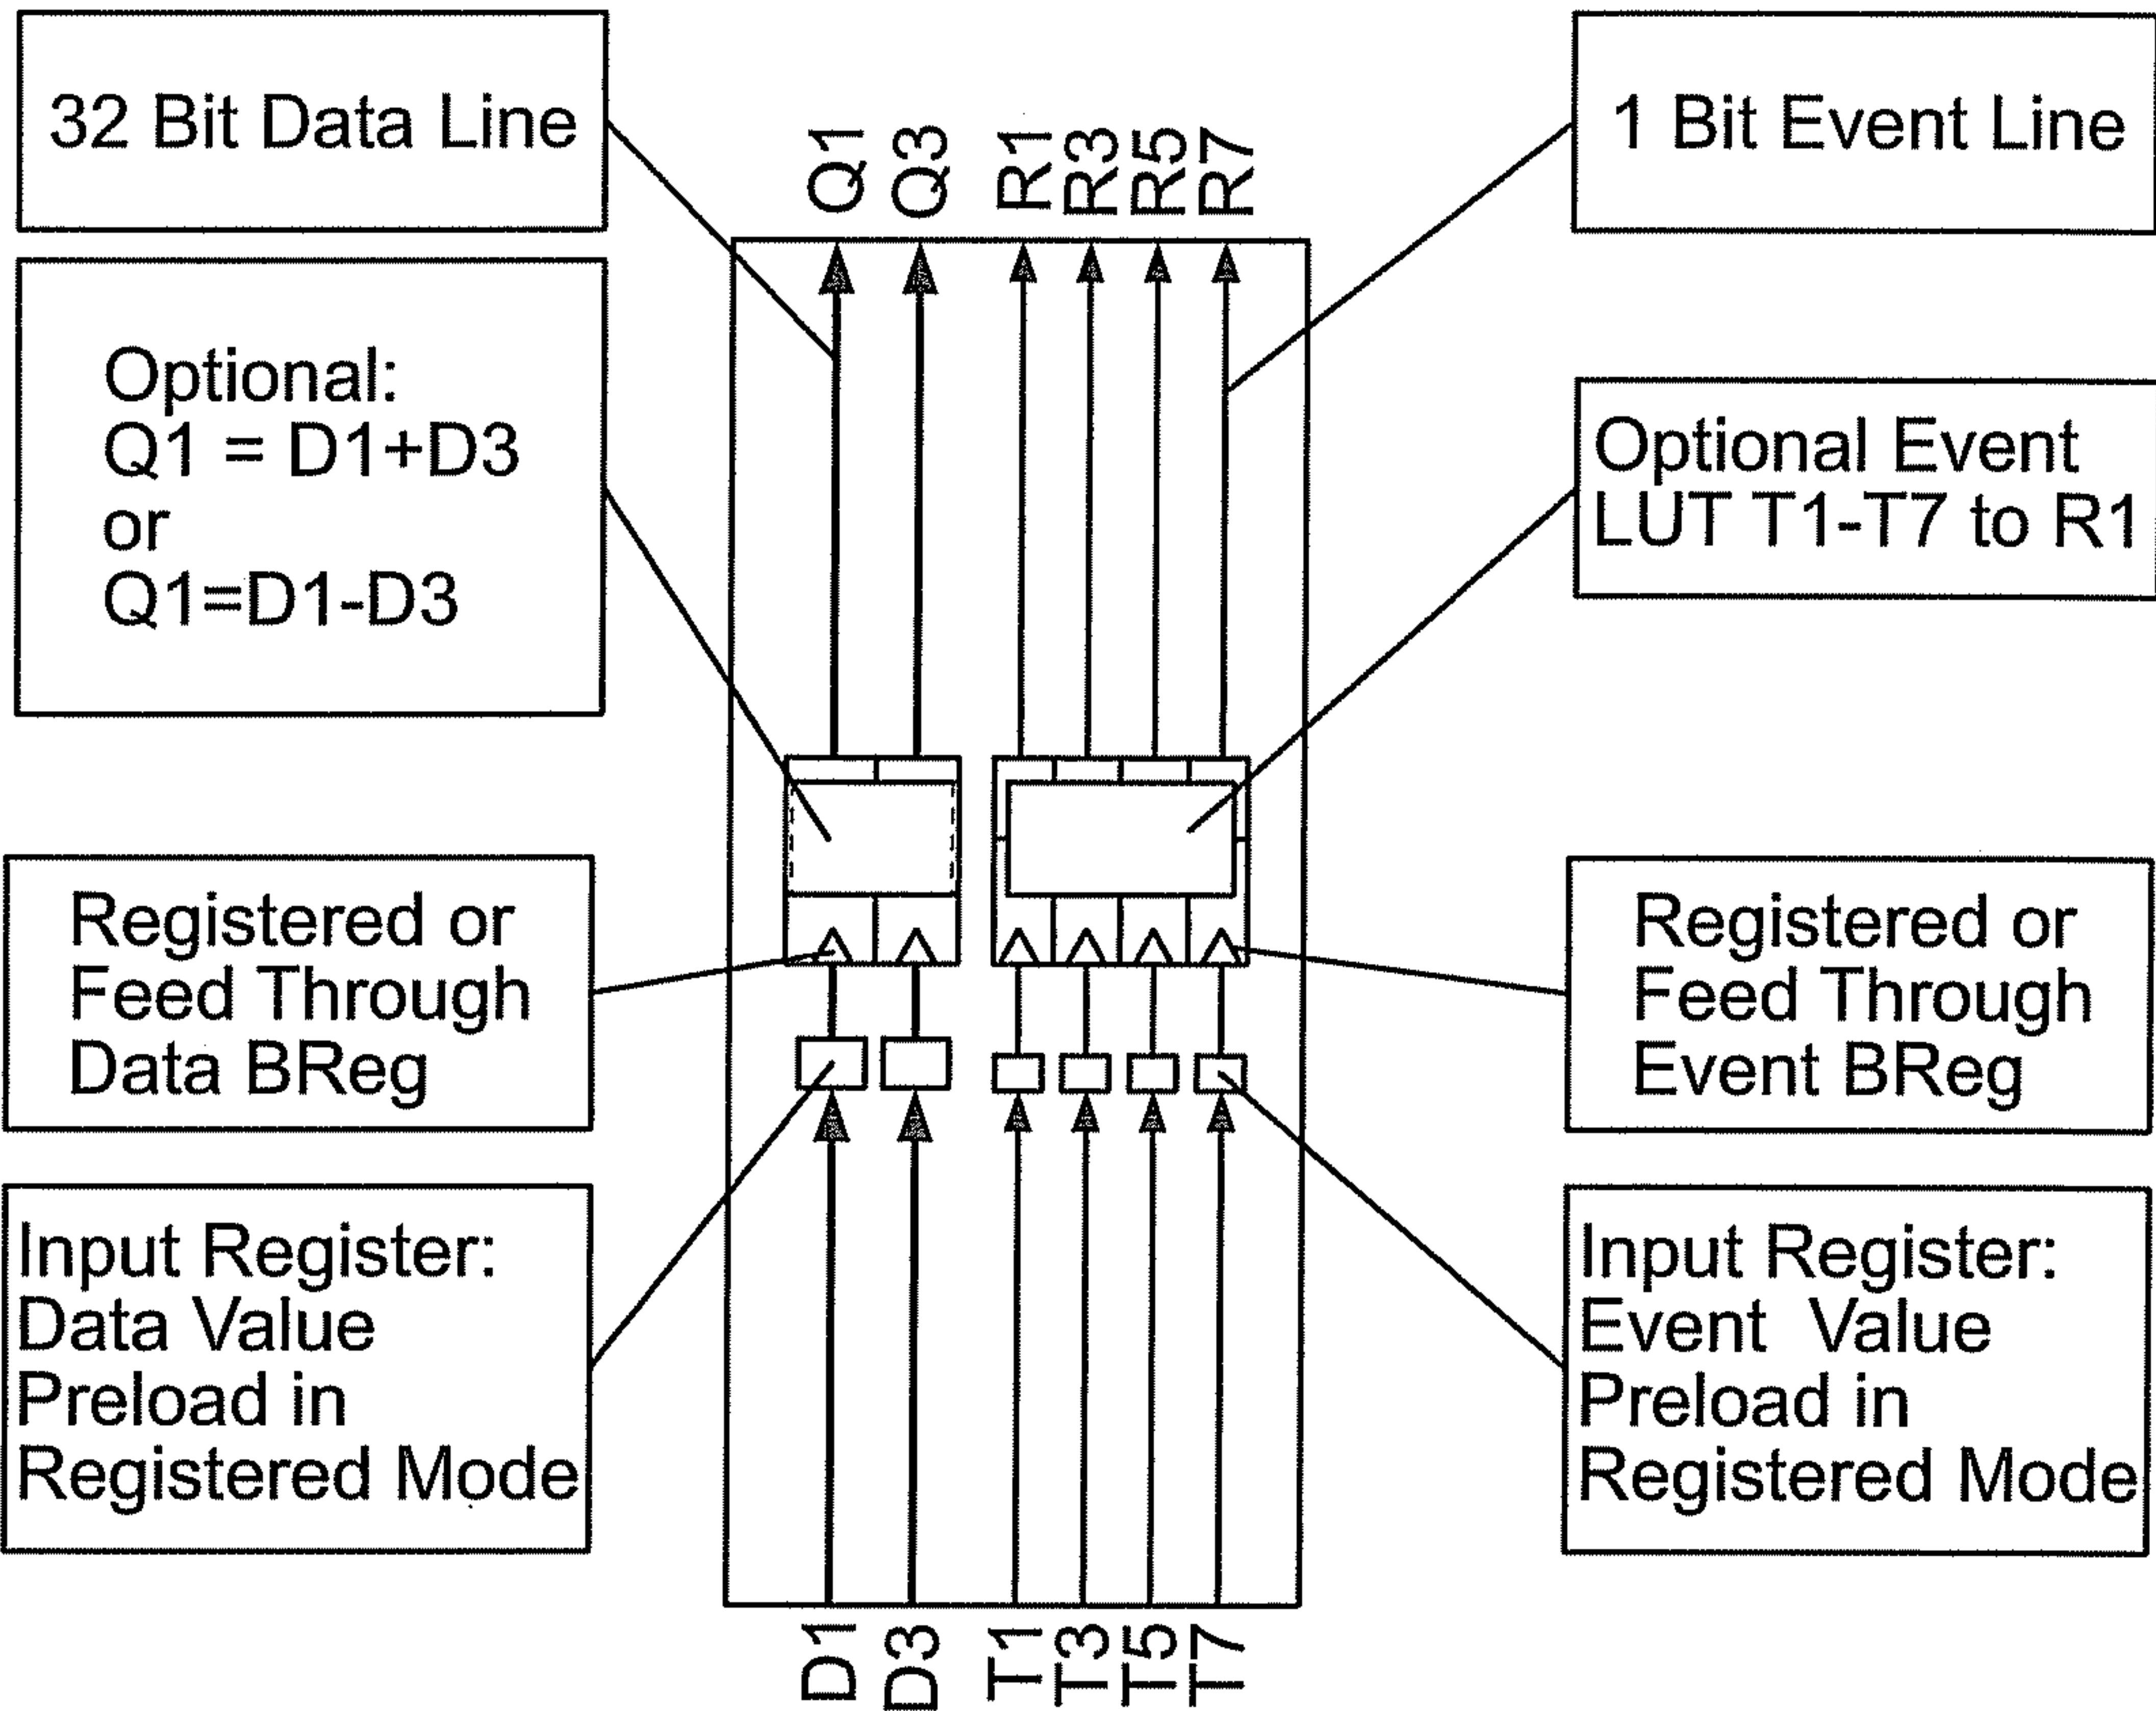 32 Bit Data Line
Q1
Q3
R1
R3
R5
R7
1 Bit Event Line
Optional:
Q1 = D1+D3
or
Q1=D1-D3
Optional Event
LUT T1-T7 to R1
Registered or
Feed Through
Data BReg
Registered or
Feed Through
Event BReg
Input Register:
Data Value
Preload in
Registered Mode
Input Register:
Event Value
Preload in
Registered Mode
D1
D3
T1
T3
T5
T7